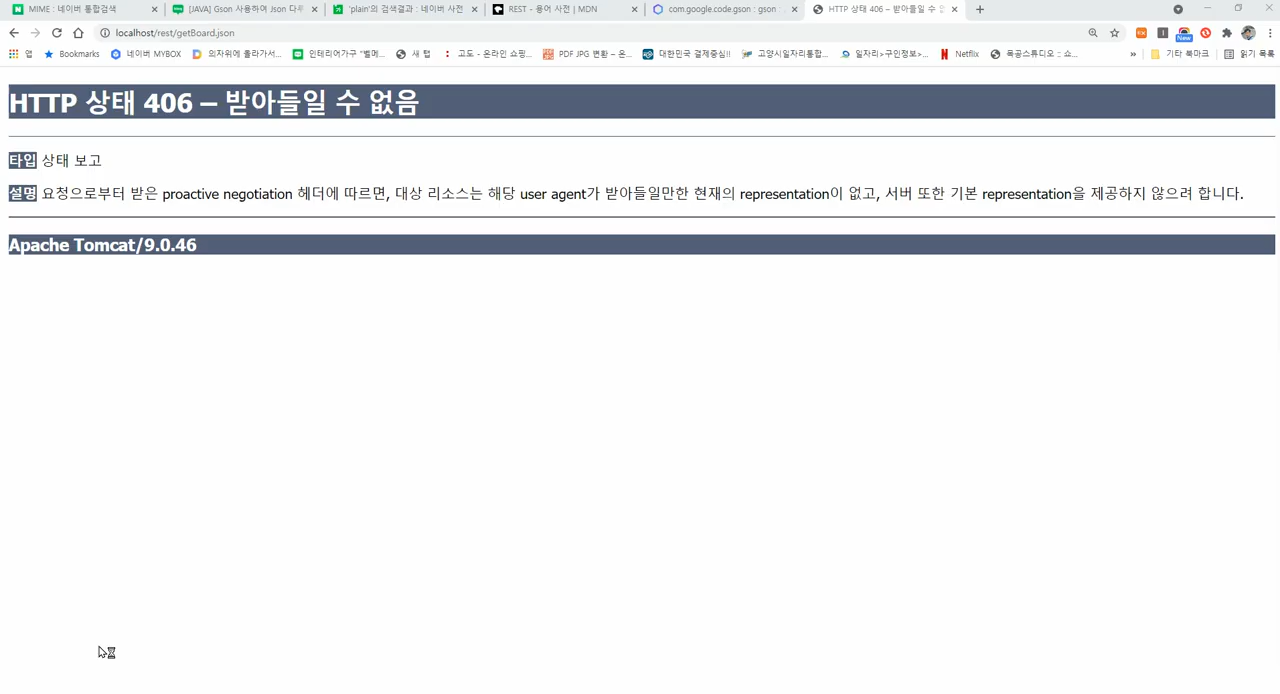 MIME : 네이버 통합검색
[JAVA] Gson 사용하여 Json 다루
'plain'의 검색결과 : 네이버 사전
REST - 용어 사전 | MDN
com.google.code.gson : gson :
HTTP 상태 406 – 받아들일 수 없
localhost/rest/getBoard.json
New
앱
Bookmarks
네이버 MYBOX
의자위에 올라가서...
인테리어가구 "벨메...
새 탭
고도 - 온라인 쇼핑...
PDF JPG 변환 – 온...
대한민국 결제중심!!
고양시일자리통합...
일자리>구인정보>...
Netflix
목공스튜디오 :: 쇼...
»
기타 북마크
읽기 목록
HTTP 상태 406 – 받아들일 수 없음
타입 상태 보고
설명 요청으로부터 받은 proactive negotiation 헤더에 따르면, 대상 리소스는 해당 user agent가 받아들일만한 현재의 representation이 없고, 서버 또한 기본 representation을 제공하지 않으려 합니다.
Apache Tomcat/9.0.46